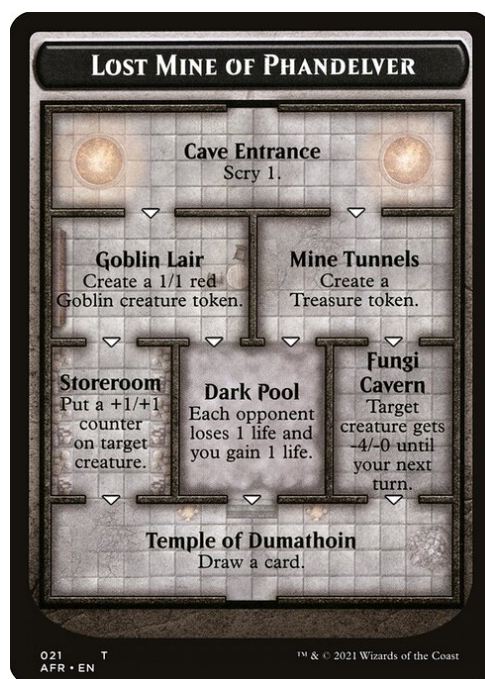 LOST MINE OF PHANDELVER
Cave Entrance
Scry 1.
Goblin Lair
Create a 1/1 red
Goblin creature token.
Mine Tunnels
Create a
Treasure token.
Storeroom
Put a +1/+1
counter
on target
creature.
Dark Pool
Each opponent
loses 1 life and
you gain 1 life.
Fungi
Cavern
Target
creature gets
-4/-0 until
your next
turn.
Temple of Dumathoin
Draw a card.
021 T
AFR • EN
™ & © 2021 Wizards of the Coast